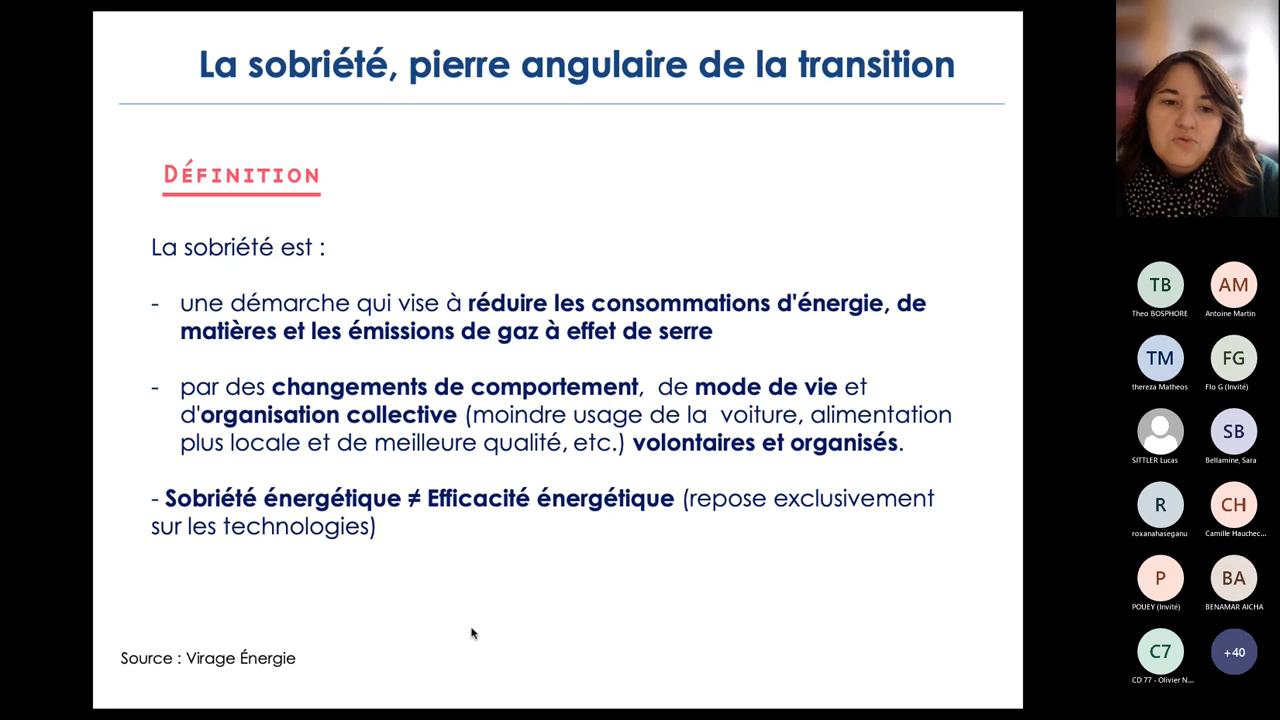 La sobriété, pierre angulaire de la transition
DÉFINITION
La sobriété est :
- une démarche qui vise à réduire les consommations d'énergie, de
matières et les émissions de gaz à effet de serre
- par des changements de comportement, de mode de vie et
d'organisation collective (moindre usage de la voiture, alimentation
plus locale et de meilleure qualité, etc.) volontaires et organisés.
- Sobriété énergétique ≠ Efficacité énergétique (repose exclusivement
sur les technologies)
Source : Virage Énergie
TB
Theo BOSPHORE
AM
Antoine Martin
TM
thereza Matheos
FG
Flo G (Invité)
SITTLER Lucas
SB
Bellamine, Sara
R
roxanahaseganu
CH
Camille Hauchec...
P
POUEY (Invité)
BA
BENAMAR AICHA
C7
CD 77 - Olivier N...
+40